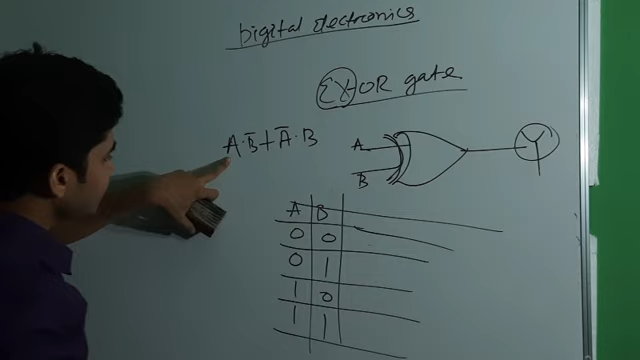 Digital electronics
EX-OR gate
A·B̅+A̅·B
A
B
Y
A B
0 0
0 1
1 0
1 1